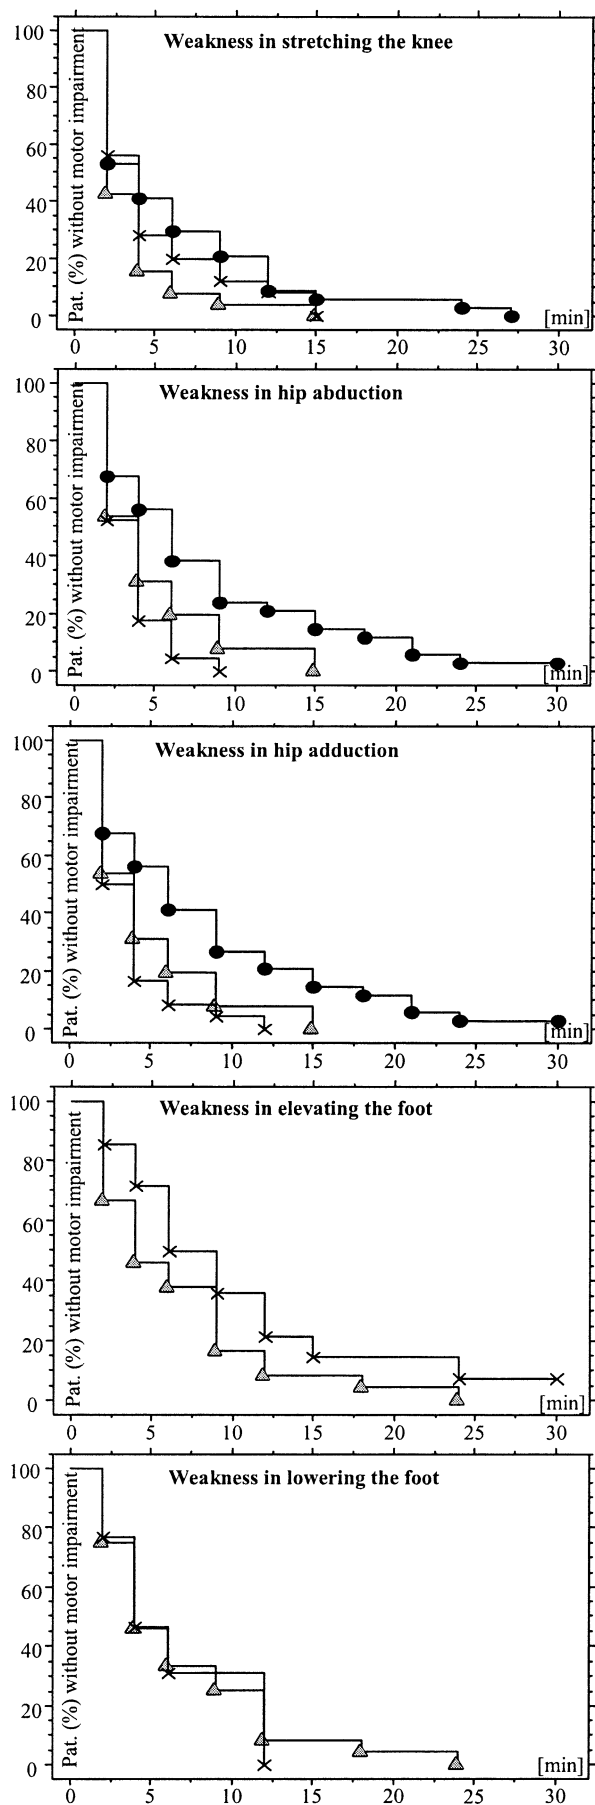 Weakness in stretching the knee
Pat. (%) without motor impairment
100
80
60
40
20
0
[min]
0 5 10 15 20 25 30
Weakness in hip abduction
Pat. (%) without motor impairment
100
80
60
40
20
0
[min]
0 5 10 15 20 25 30
Weakness in hip adduction
Pat. (%) without motor impairment
100
80
60
40
20
0
[min]
0 5 10 15 20 25 30
Weakness in elevating the foot
Pat. (%) without motor impairment
100
80
60
40
20
0
[min]
0 5 10 15 20 25 30
Weakness in lowering the foot
Pat. (%) without motor impairment
100
80
60
40
20
0
[min]
0 5 10 15 20 25 30